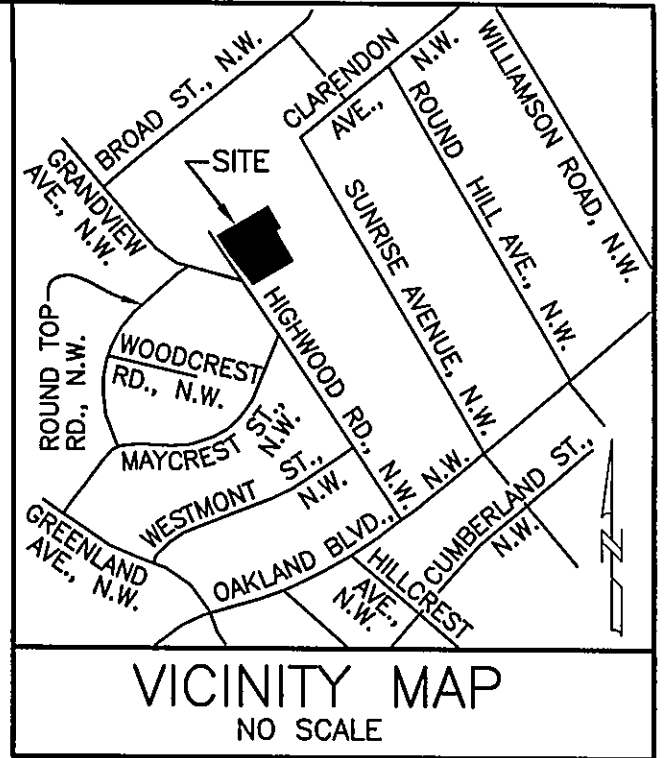 BROAD ST., N.W.
CLARENDON
AVE., N.W.
WILLIAMSON ROAD, N.W.
GRANDVIEW
AVE., N.W.
SITE
ROUND HILL AVE., N.W.
SUNRISE AVENUE, N.W.
ROUND TOP
RD., N.W.
WOODCREST
RD., N.W.
HIGHWOOD RD., N.W.
MAYCREST ST.,
N.W.
WESTMONT ST.,
N.W.
GREENLAND
AVE., N.W.
OAKLAND BLVD., N.W.
HILLCREST
AVE.,
N.W.
CUMBERLAND ST.,
N.W.
N
VICINITY MAP
NO SCALE